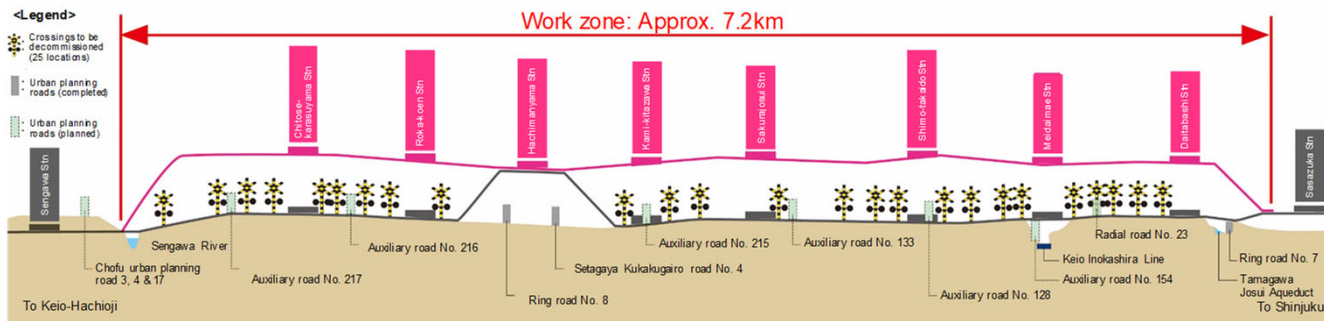 <Legend>
Crossings to be
decommissioned
(25 locations)
Urban planning
roads (completed)
Urban planning
roads (planned)
Work zone: Approx. 7.2km
Sengawa Stn
Chitose-
karasuyama Stn
Roka-koen Stn
Hachimanyama Stn
Kami-kitazawa Stn
Sakurajosui Stn
Shimo-takaido Stn
Meidaimae Stn
Daitabashi Stn
Sasazuka Stn
Sengawa River
Chofu urban planning
road 3, 4 & 17
Auxiliary road No. 217
Auxiliary road No. 216
Ring road No. 8
Setagaya Kukakugairo road No. 4
Auxiliary road No. 215
Auxiliary road No. 133
Auxiliary road No. 128
Radial road No. 23
Keio Inokashira Line
Auxiliary road No. 154
Ring road No. 7
Tamagawa
Josui Aqueduct
To Keio-Hachioji
To Shinjuku